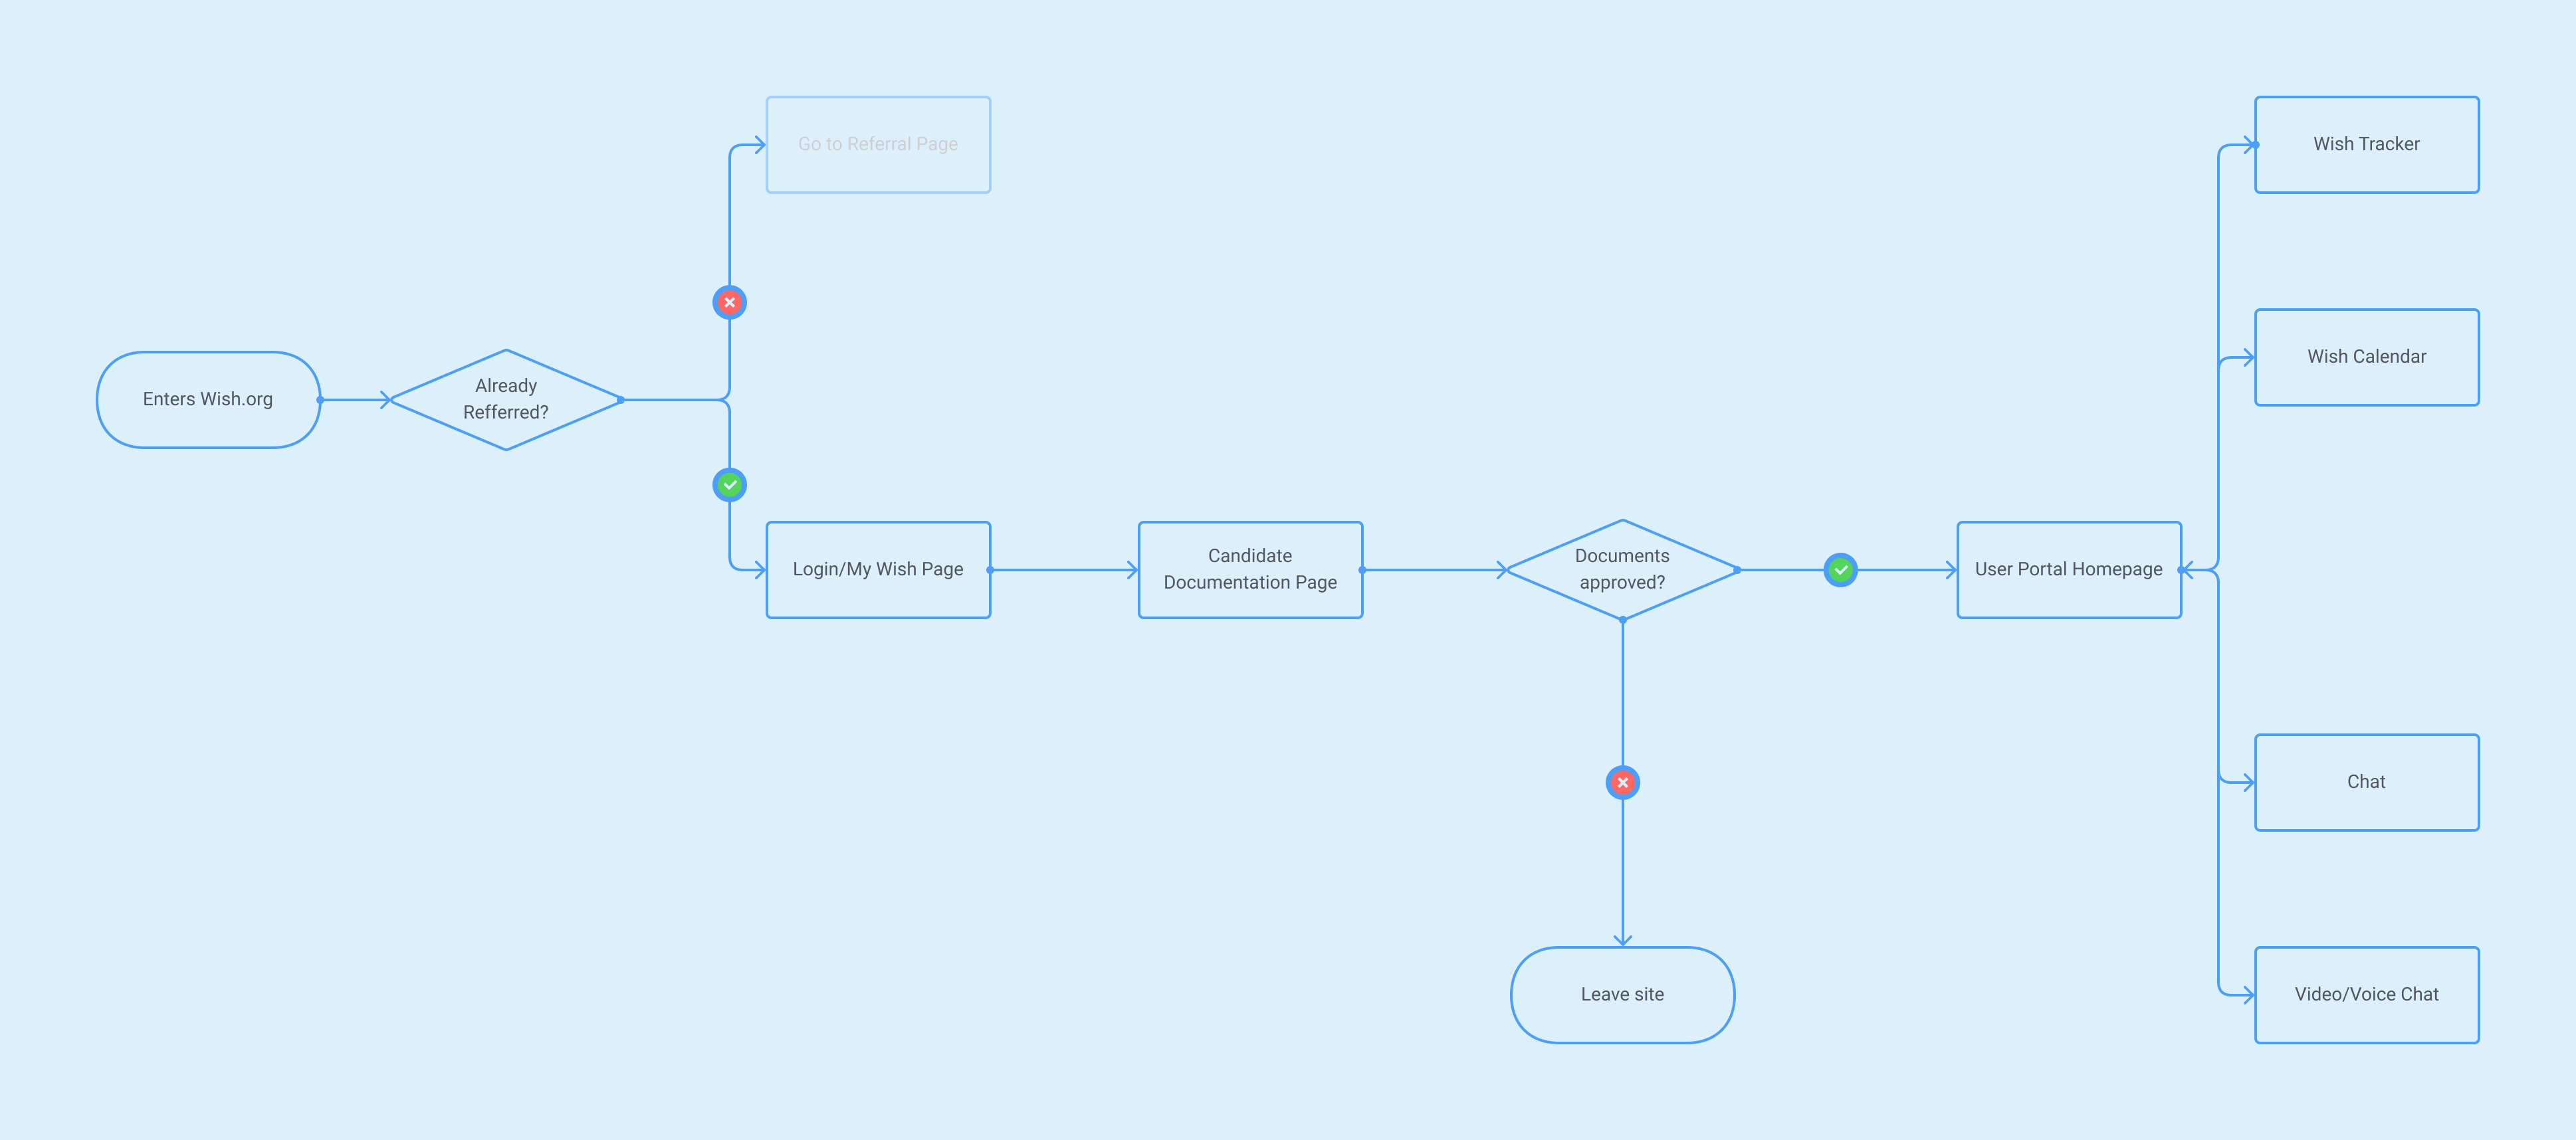 Go to Referral Page
Wish Tracker
Wish Calendar
Enters Wish.org
Already
Refferred?
Login/My Wish Page
Candidate
Documentation Page
Documents
approved?
User Portal Homepage
Chat
Leave site
Video/Voice Chat